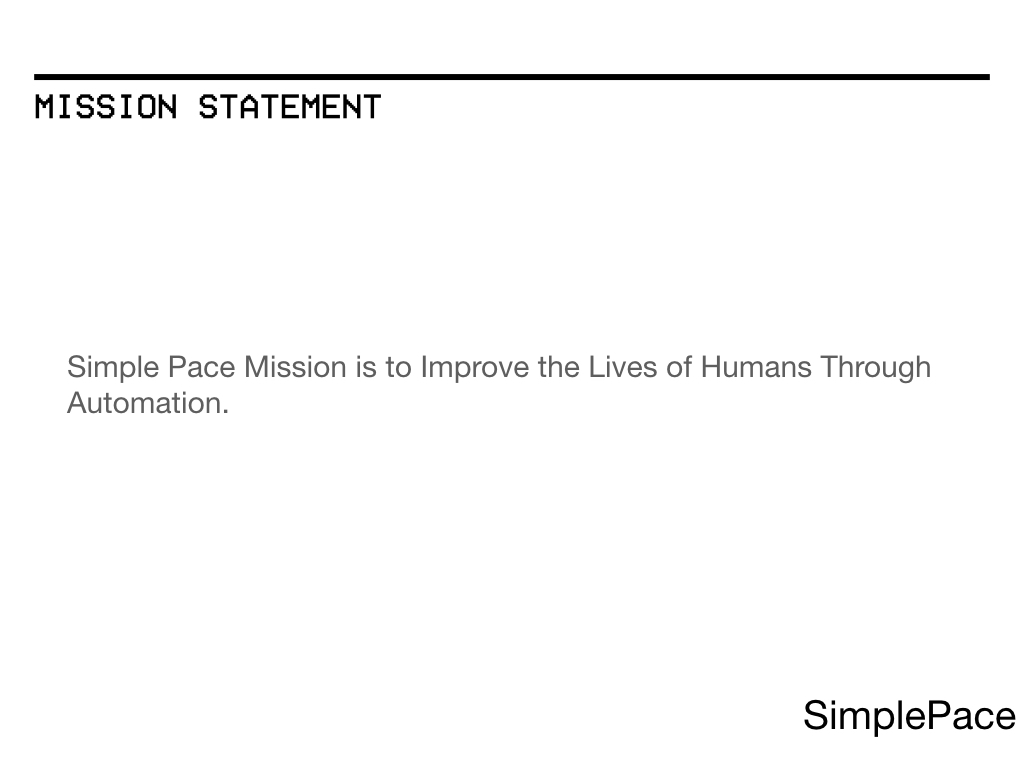 MISSION STATEMENT
Simple Pace Mission is to Improve the Lives of Humans Through
Automation.
SimplePace